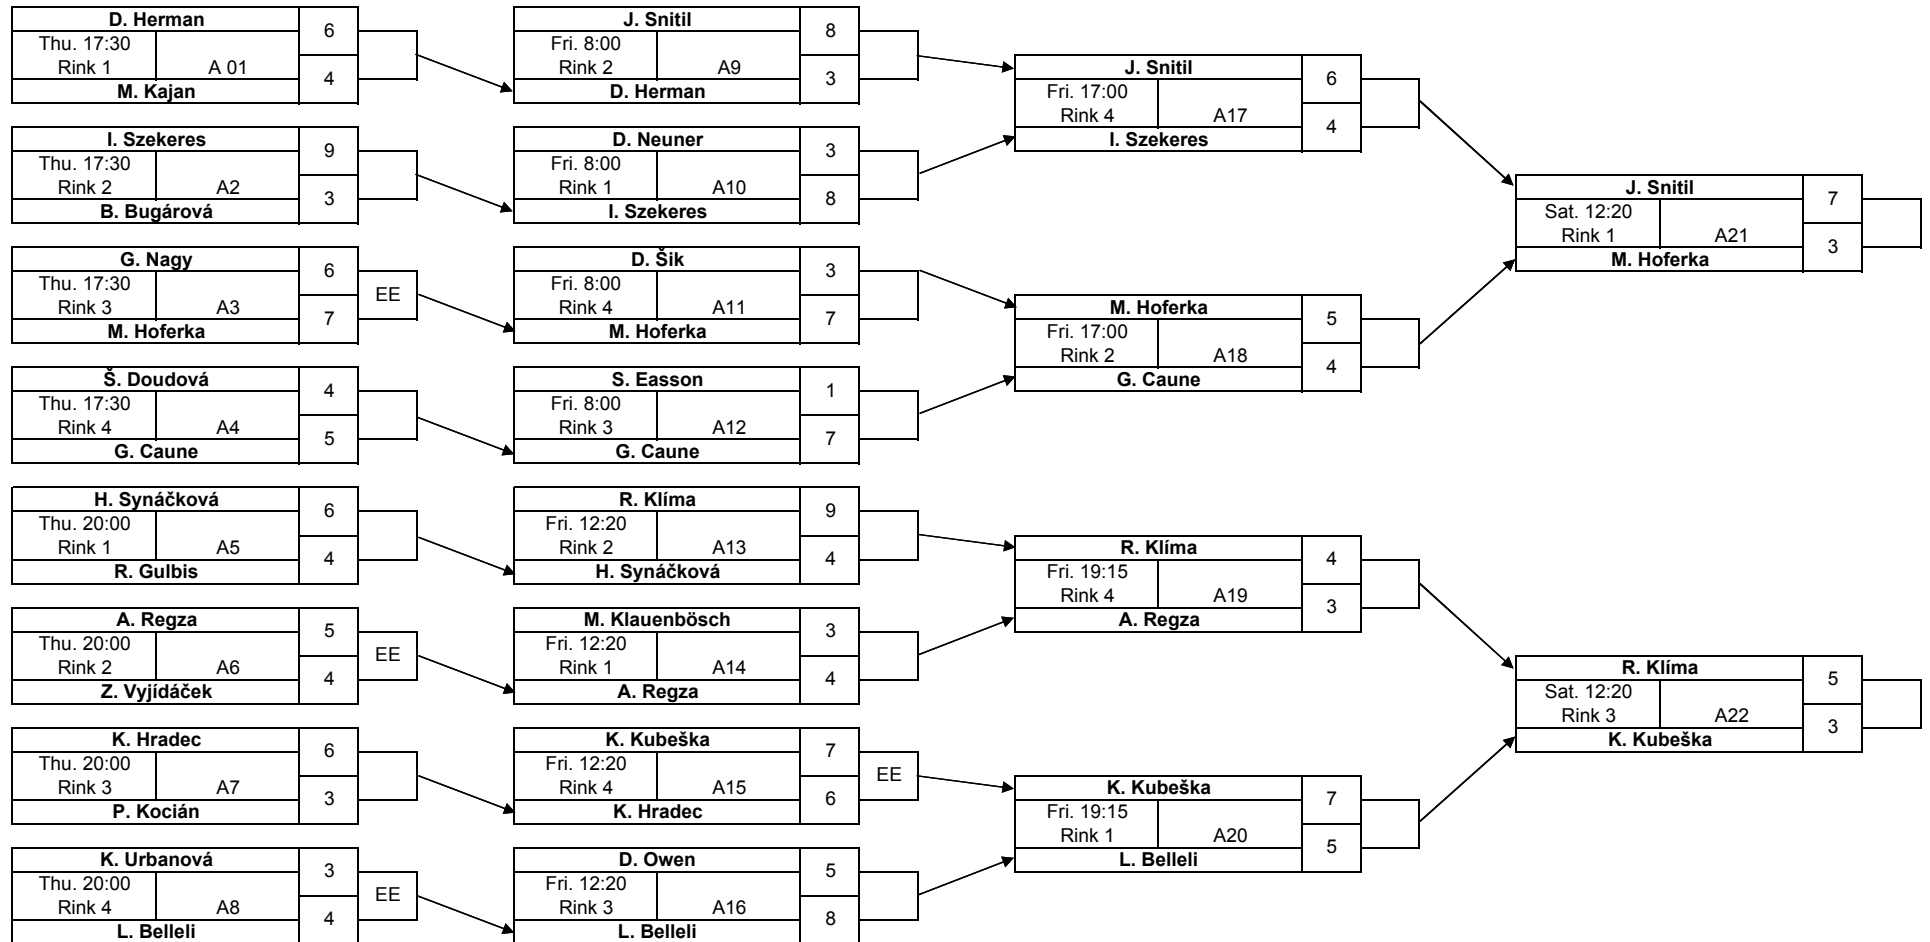 D. Herman
6
Thu. 17:30
Rink 1 A 01
4
M. Kajan
I. Szekeres
9
Thu. 17:30
Rink 2 A2
3
B. Bugárová
G. Nagy
6
Thu. 17:30
EE
Rink 3 A3
7
M. Hoferka
Š. Doudová
4
Thu. 17:30
Rink 4 A4
5
G. Caune
H. Synáčková
6
Thu. 20:00
Rink 1 A5
4
R. Gulbis
A. Regza
5
Thu. 20:00
EE
Rink 2 A6
4
Z. Vyjídáček
K. Hradec
6
Thu. 20:00
Rink 3 A7
3
P. Kocián
K. Urbanová
3
Thu. 20:00
EE
Rink 4 A8
4
L. Belleli
J. Snitil
8
Fri. 8:00
Rink 2 A9
3
D. Herman
D. Neuner
3
Fri. 8:00
Rink 1 A10
8
I. Szekeres
D. Šik
3
Fri. 8:00
Rink 4 A11
7
M. Hoferka
S. Easson
1
Fri. 8:00
Rink 3 A12
7
G. Caune
R. Klíma
9
Fri. 12:20
Rink 2 A13
4
H. Synáčková
M. Klauenbösch
3
Fri. 12:20
Rink 1 A14
4
A. Regza
K. Kubeška
7
Fri. 12:20
EE
Rink 4 A15
6
K. Hradec
D. Owen
5
Fri. 12:20
Rink 3 A16
8
L. Belleli
J. Snitil
6
Fri. 17:00
Rink 4 A17
4
I. Szekeres
M. Hoferka
5
Fri. 17:00
Rink 2 A18
4
G. Caune
R. Klíma
4
Fri. 19:15
Rink 4 A19
3
A. Regza
K. Kubeška
7
Fri. 19:15
Rink 1 A20
5
L. Belleli
J. Snitil
7
Sat. 12:20
Rink 1 A21
3
M. Hoferka
R. Klíma
5
Sat. 12:20
Rink 3 A22
3
K. Kubeška